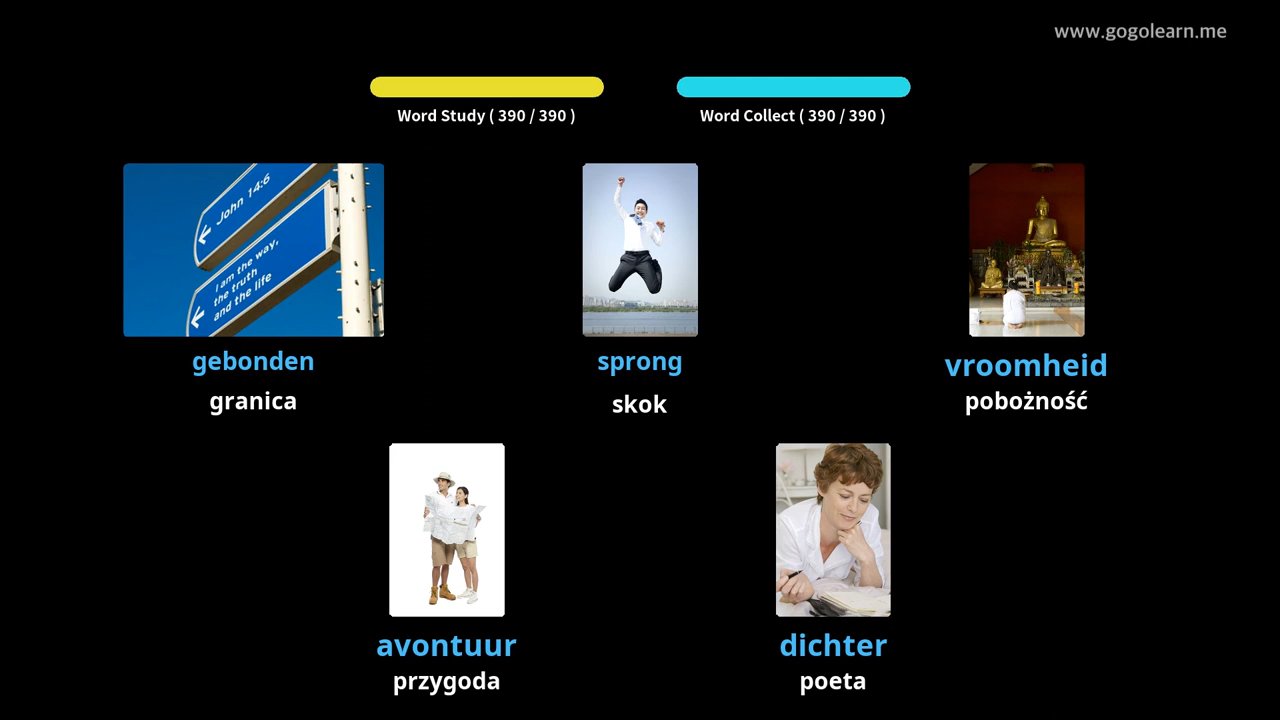 www.gogolearn.me
Word Study ( 390 / 390 )
Word Collect ( 390 / 390 )
John 14:6
I am the way,
the truth
and the life
gebonden
granica
sprong
skok
vroomheid
pobożność
avontuur
przygoda
dichter
poeta